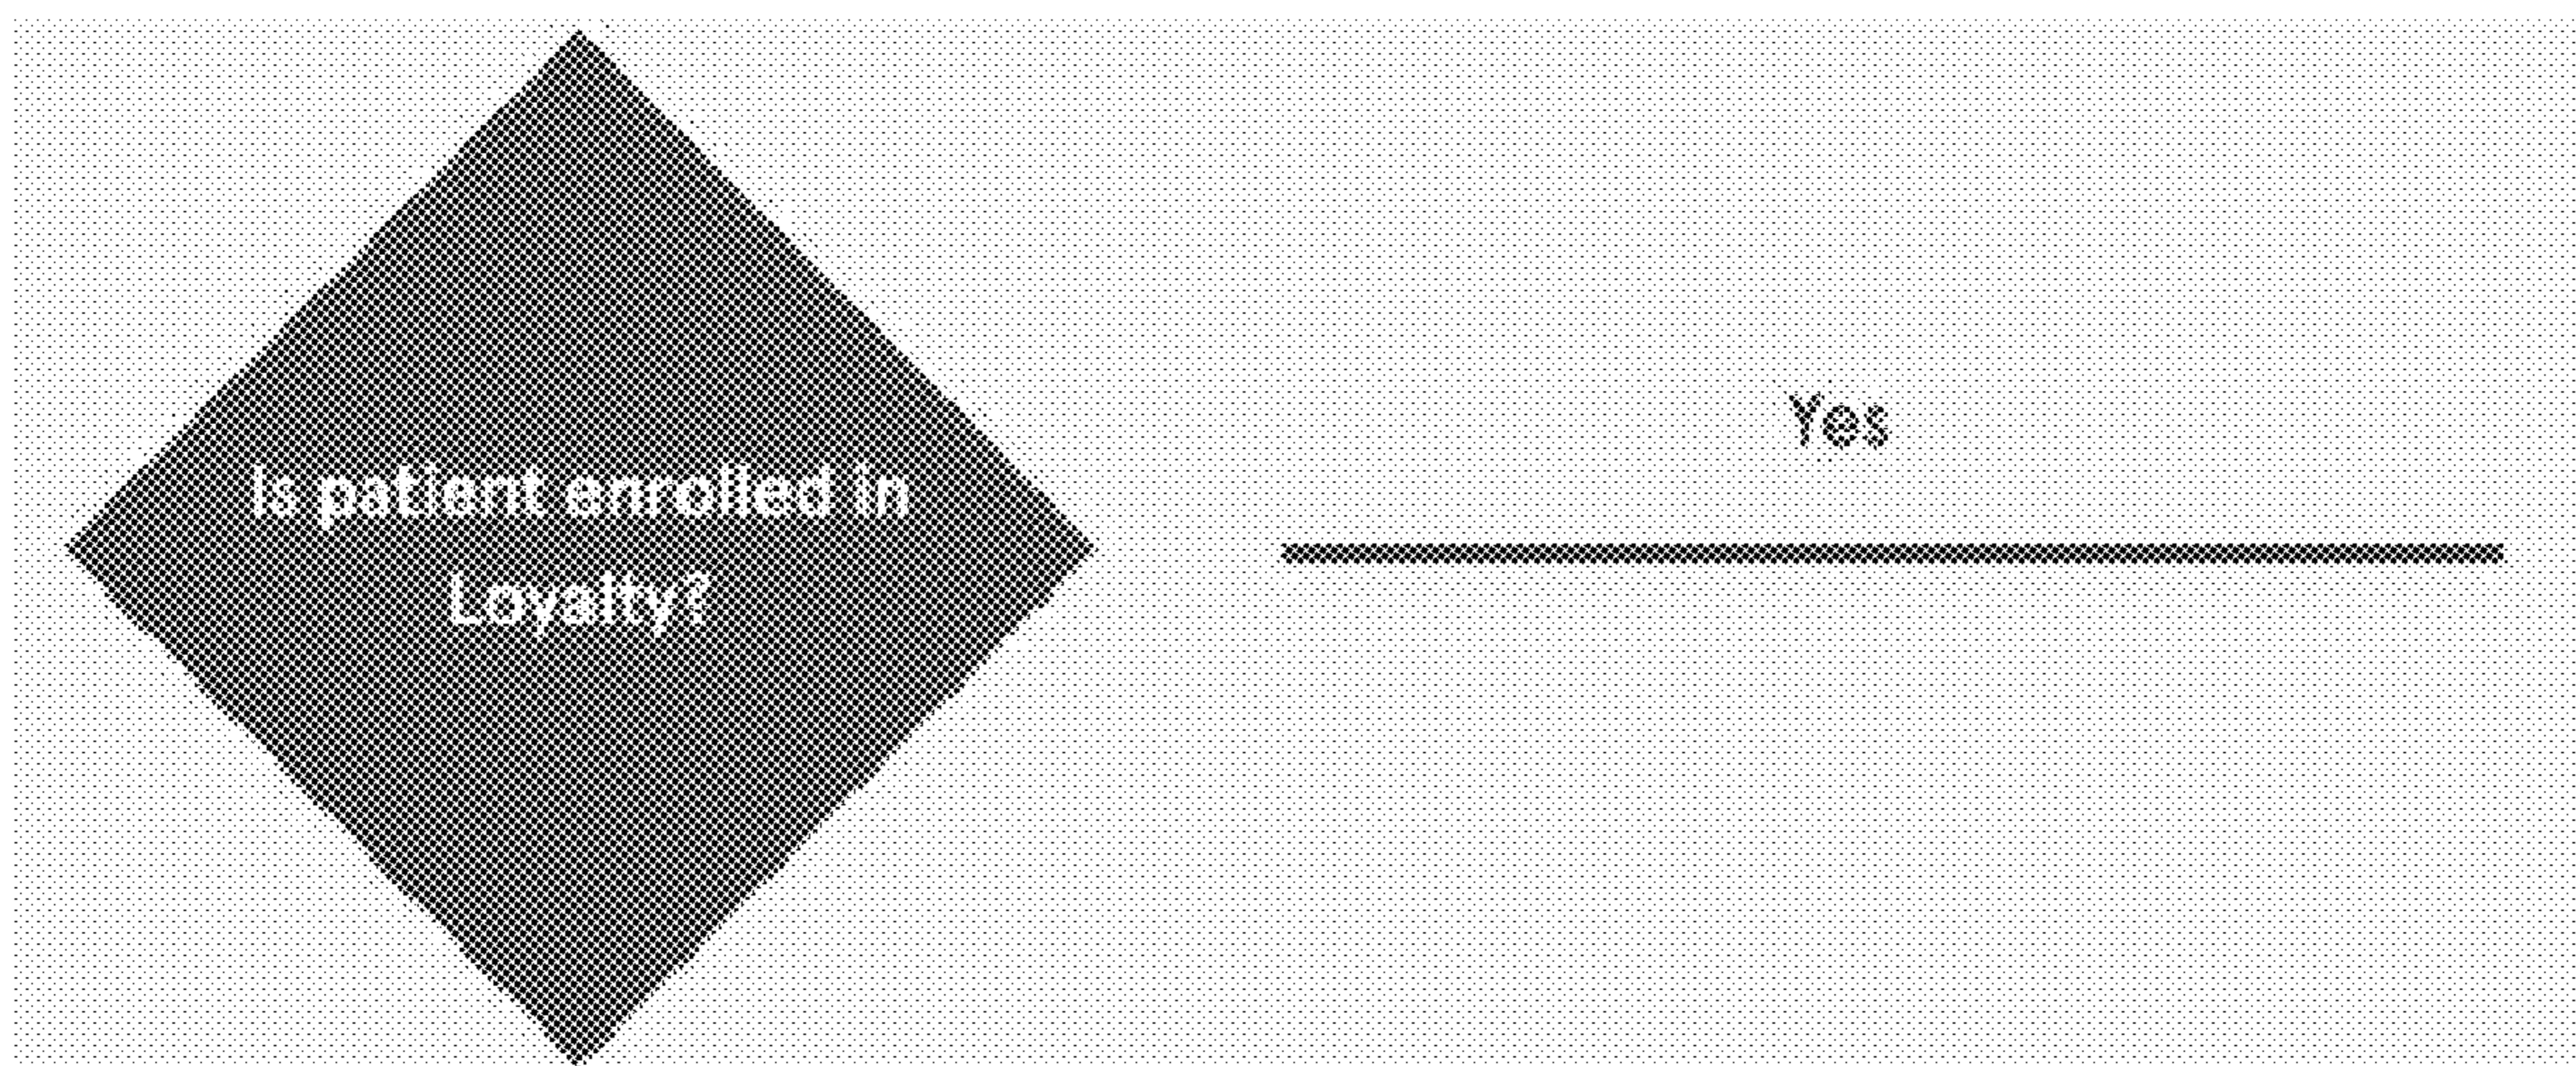 Is patient enrolled in
Loyalty?
Yes